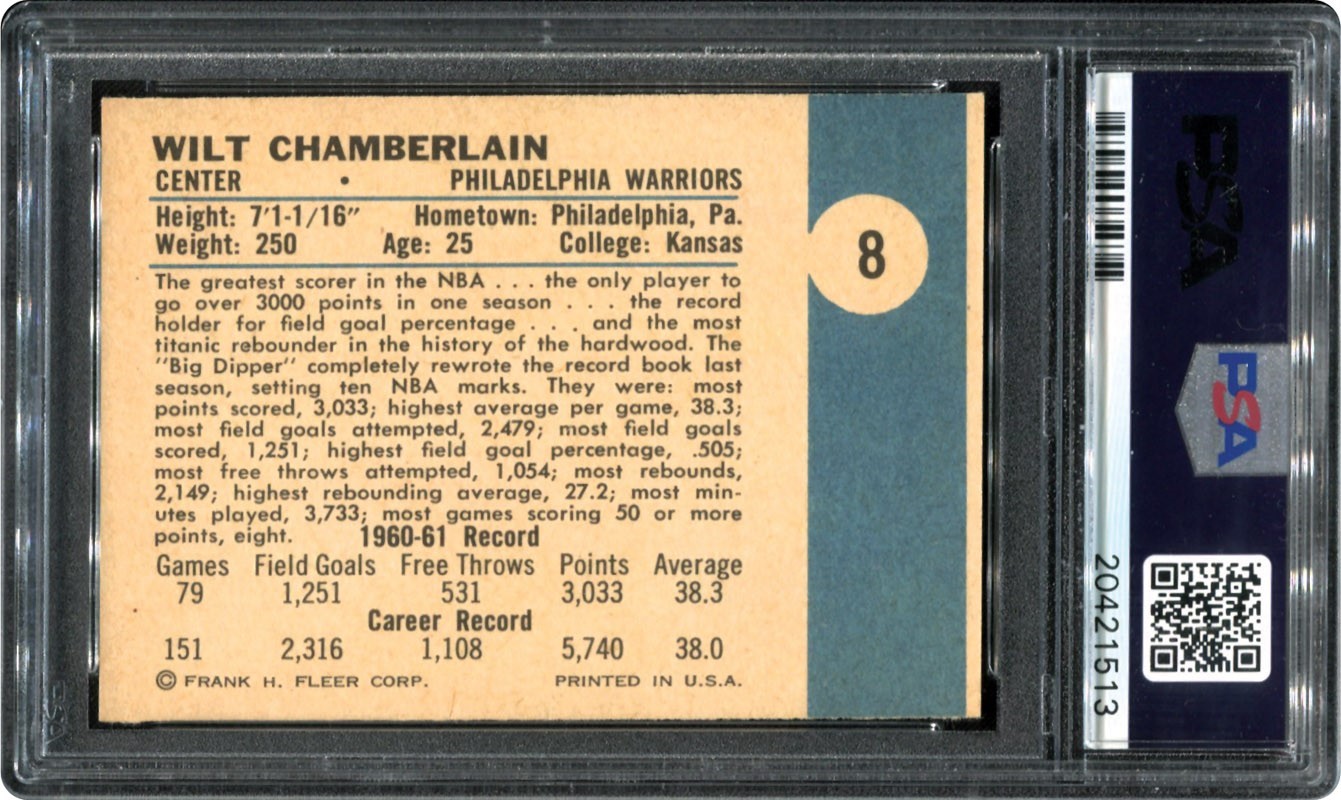 WILT CHAMBERLAIN
CENTER • PHILADELPHIA WARRIORS
Height: 7'1-1/16" Hometown: Philadelphia, Pa.
Weight: 250 Age: 25 College: Kansas
The greatest scorer in the NBA . . . the only player to
go over 3000 points in one season . . . the record
holder for field goal percentage . . . and the most
titanic rebounder in the history of the hardwood. The
"Big Dipper" completely rewrote the record book last
season, setting ten NBA marks. They were: most
points scored, 3,033; highest average per game, 38.3;
most field goals attempted, 2,479; most field goals
scored, 1,251; highest field goal percentage, .505;
most free throws attempted, 1,054; most rebounds,
2,149; highest rebounding average, 27.2; most min-
utes played, 3,733; most games scoring 50 or more
points, eight. 1960-61 Record
Games Field Goals Free Throws Points Average
79 1,251 531 3,033 38.3
Career Record
151 2,316 1,108 5,740 38.0
© FRANK H. FLEER CORP. PRINTED IN U.S.A.
8
PSA
PSA
20421513
PSA